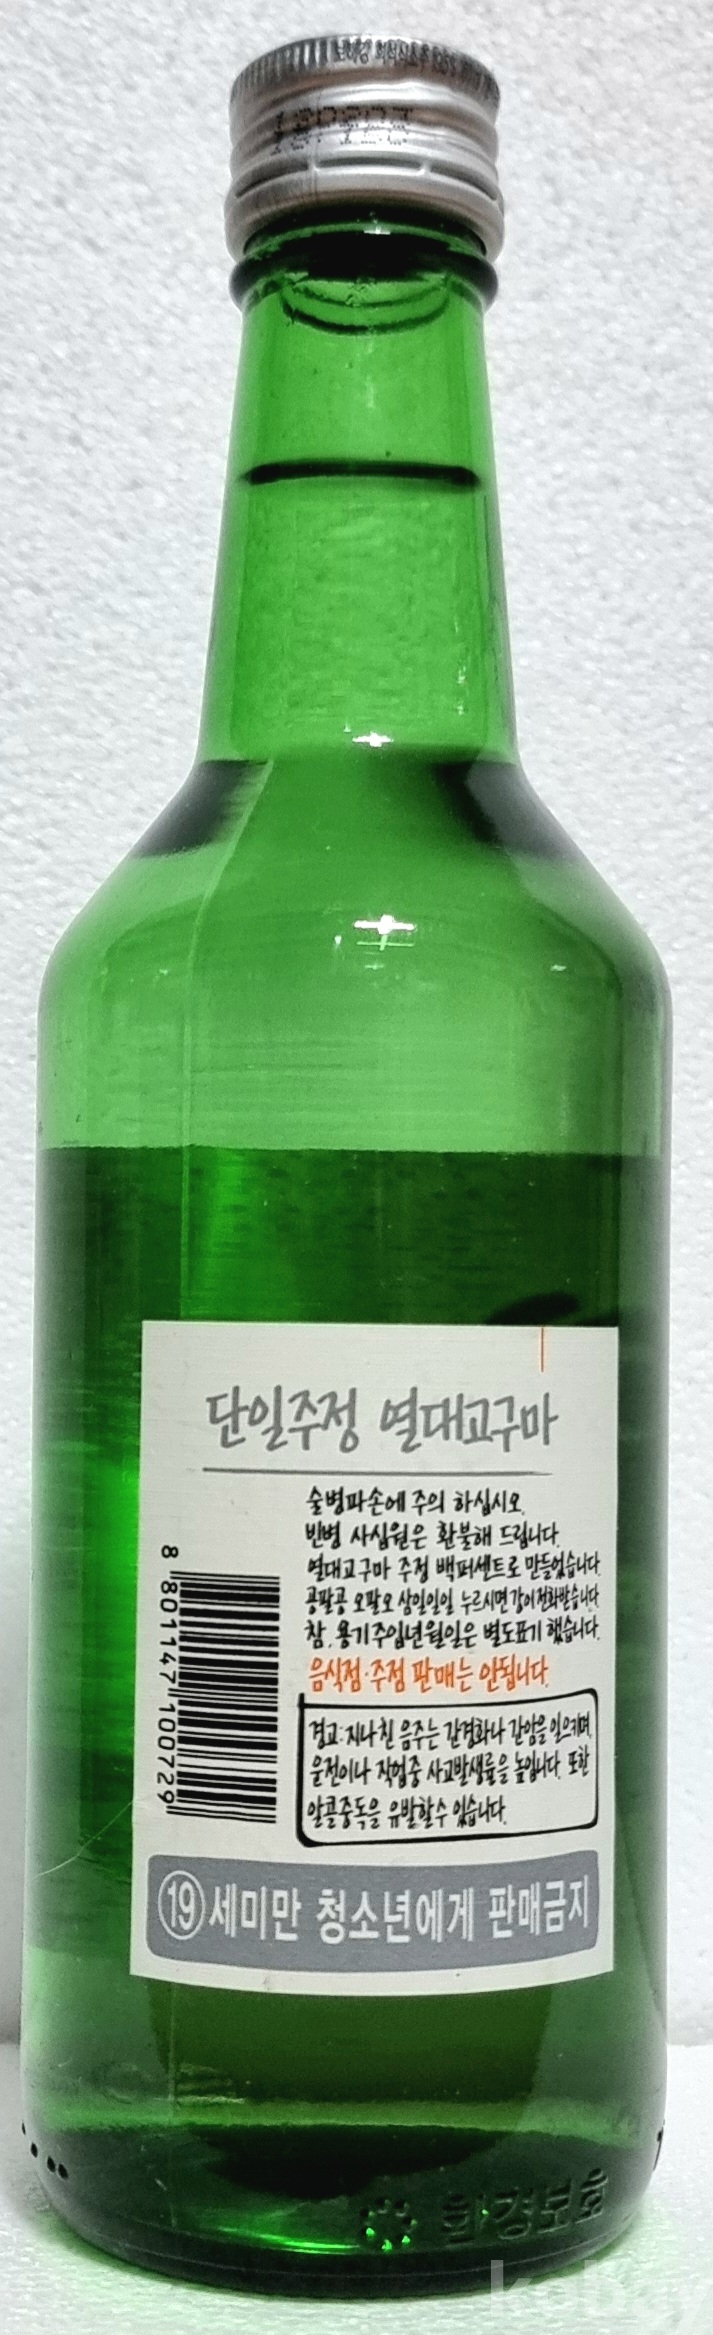 단일주정 열대고구마
술병파손에 주의 하십시오.
빈병 사십원은 환불해 드립니다.
열대고구마 주정 백퍼센트로 만들었습니다.
공팔공 오팔오 삼일일일 누르시면 값이 전화받습니다.
참. 용기주입년월일은 별도표기 했습니다.
음식점·주점 판매는 안됩니다.
경고:지나친 음주는 간경화나 간암을 일으키며,
운전이나 작업중 사고발생률을 높입니다. 또한
알콜중독을 유발할수 있습니다.
8 801147 100729
19 세미만 청소년에게 판매금지
환경보호
kobay